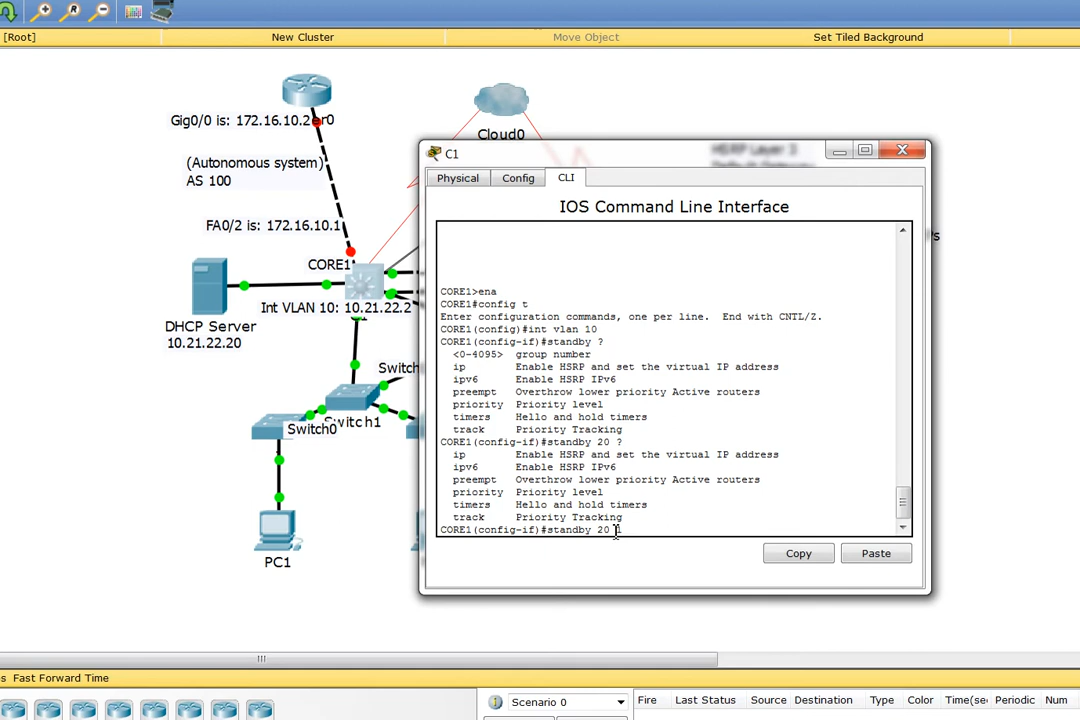 [Root]
New Cluster
Move Object
Set Tiled Background
Gig0/0 is: 172.16.10.2
er0
(Autonomous system)
AS 100
Cloud0
FA0/2 is: 172.16.10.1
CORE1
Int VLAN 10: 10.21.22.2
DHCP Server
10.21.22.20
Switch
Switch0
witch1
PC1
C1
Physical
Config
CLI
IOS Command Line Interface
CORE1>ena
CORE1#config t
Enter configuration commands, one per line. End with CNTL/Z.
CORE1(config)#int vlan 10
CORE1(config-if)#standby ?
<0-4095> group number
ip Enable HSRP and set the virtual IP address
ipv6 Enable HSRP IPv6
preempt Overthrow lower priority Active routers
priority Priority level
timers Hello and hold timers
track Priority Tracking
CORE1(config-if)#standby 20 ?
ip Enable HSRP and set the virtual IP address
ipv6 Enable HSRP IPv6
preempt Overthrow lower priority Active routers
priority Priority level
timers Hello and hold timers
track Priority Tracking
CORE1(config-if)#standby 20
Copy
Paste
HSRP Layer 3
Fast Forward Time
Scenario 0
Fire
Last Status
Source
Destination
Type
Color
Time(sec
Periodic
Num